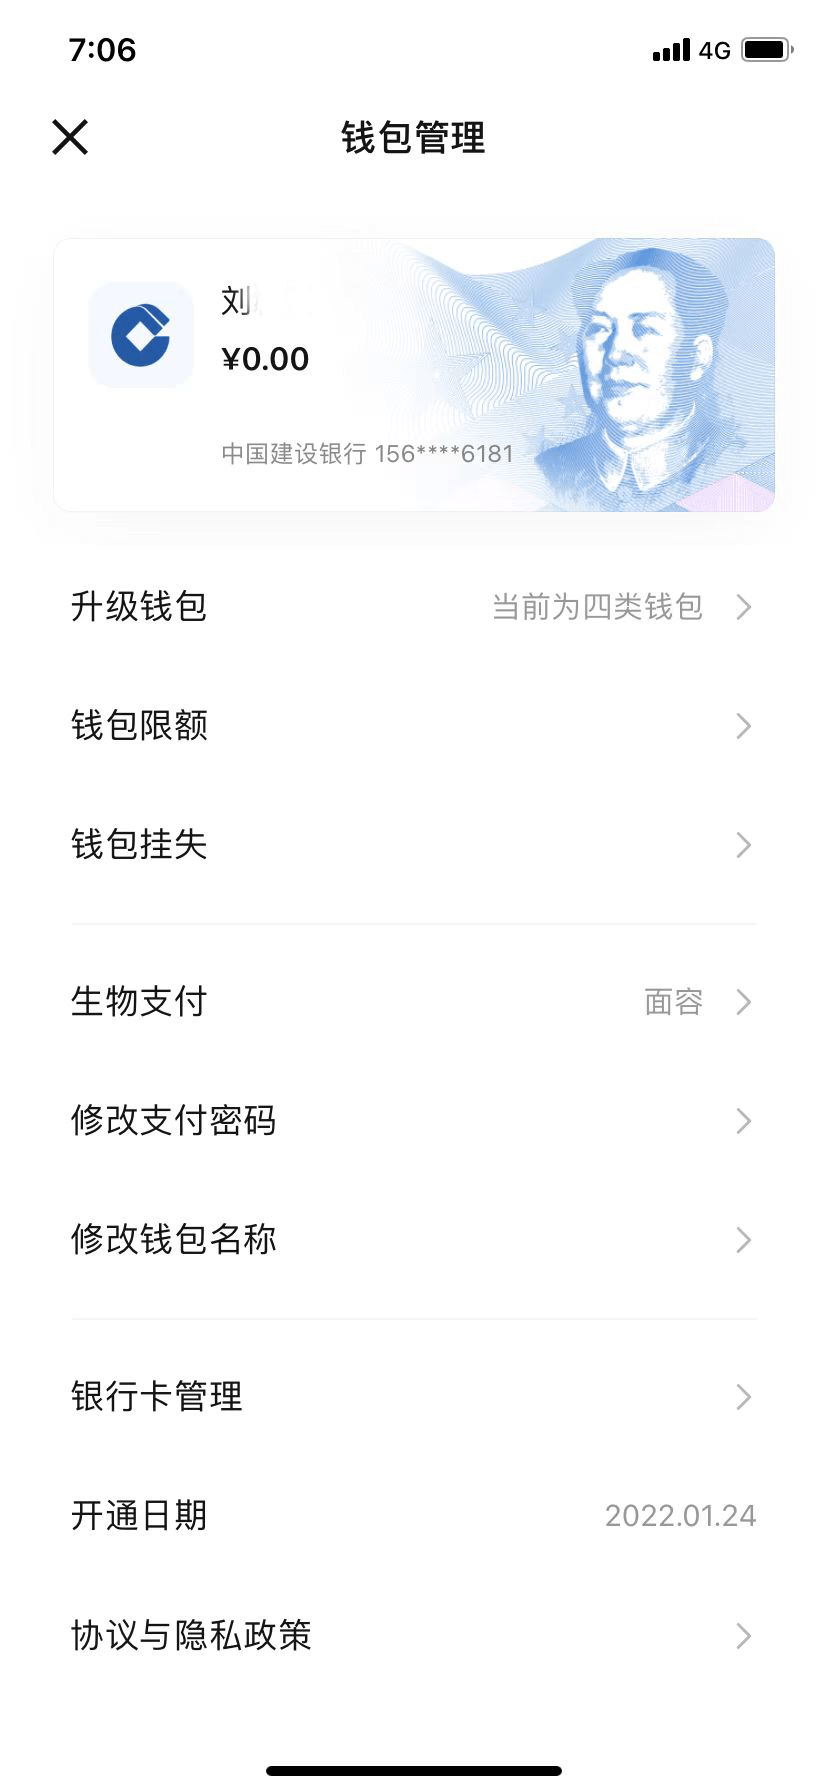 7:06
4G
钱包管理
刘
¥0.00
中国建设银行 156****6181
升级钱包 当前为四类钱包
钱包限额
钱包挂失
生物支付 面容
修改支付密码
修改钱包名称
银行卡管理
开通日期 2022.01.24
协议与隐私政策